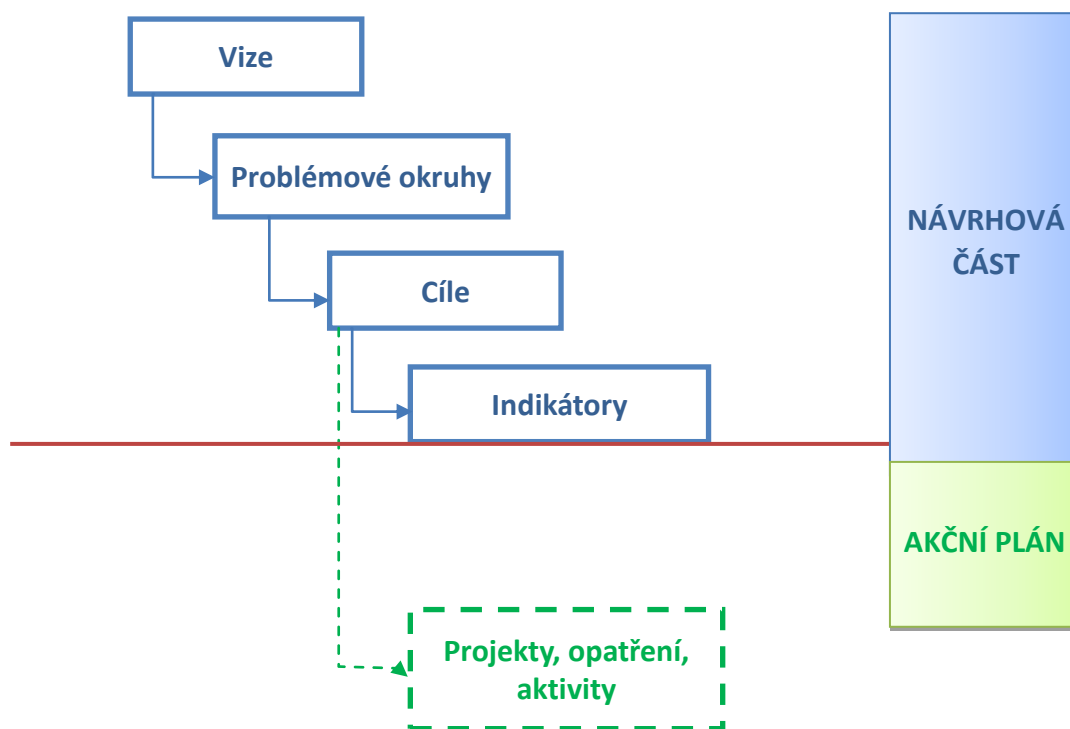 Vize
Problémové okruhy
Cíle
Indikátory
NÁVRHOVÁ
ČÁST
AKČNÍ PLÁN
Projekty, opatření,
aktivity